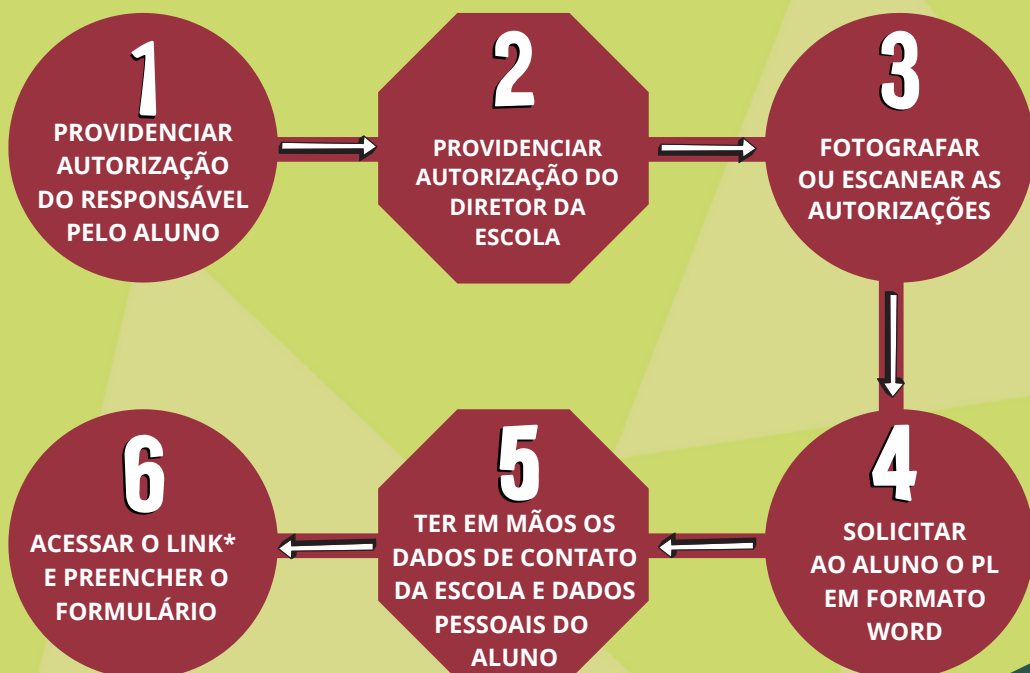 1
PROVIDENCIAR
AUTORIZAÇÃO
DO RESPONSÁVEL
PELO ALUNO
2
PROVIDENCIAR
AUTORIZAÇÃO DO
DIRETOR DA
ESCOLA
3
FOTOGRAFAR
OU ESCANEAR AS
AUTORIZAÇÕES
4
SOLICITAR
AO ALUNO O PL
EM FORMATO
WORD
5
TER EM MÃOS OS
DADOS DE CONTATO
DA ESCOLA E DADOS
PESSOAIS DO
ALUNO
6
ACESSAR O LINK*
E PREENCHER O
FORMULÁRIO